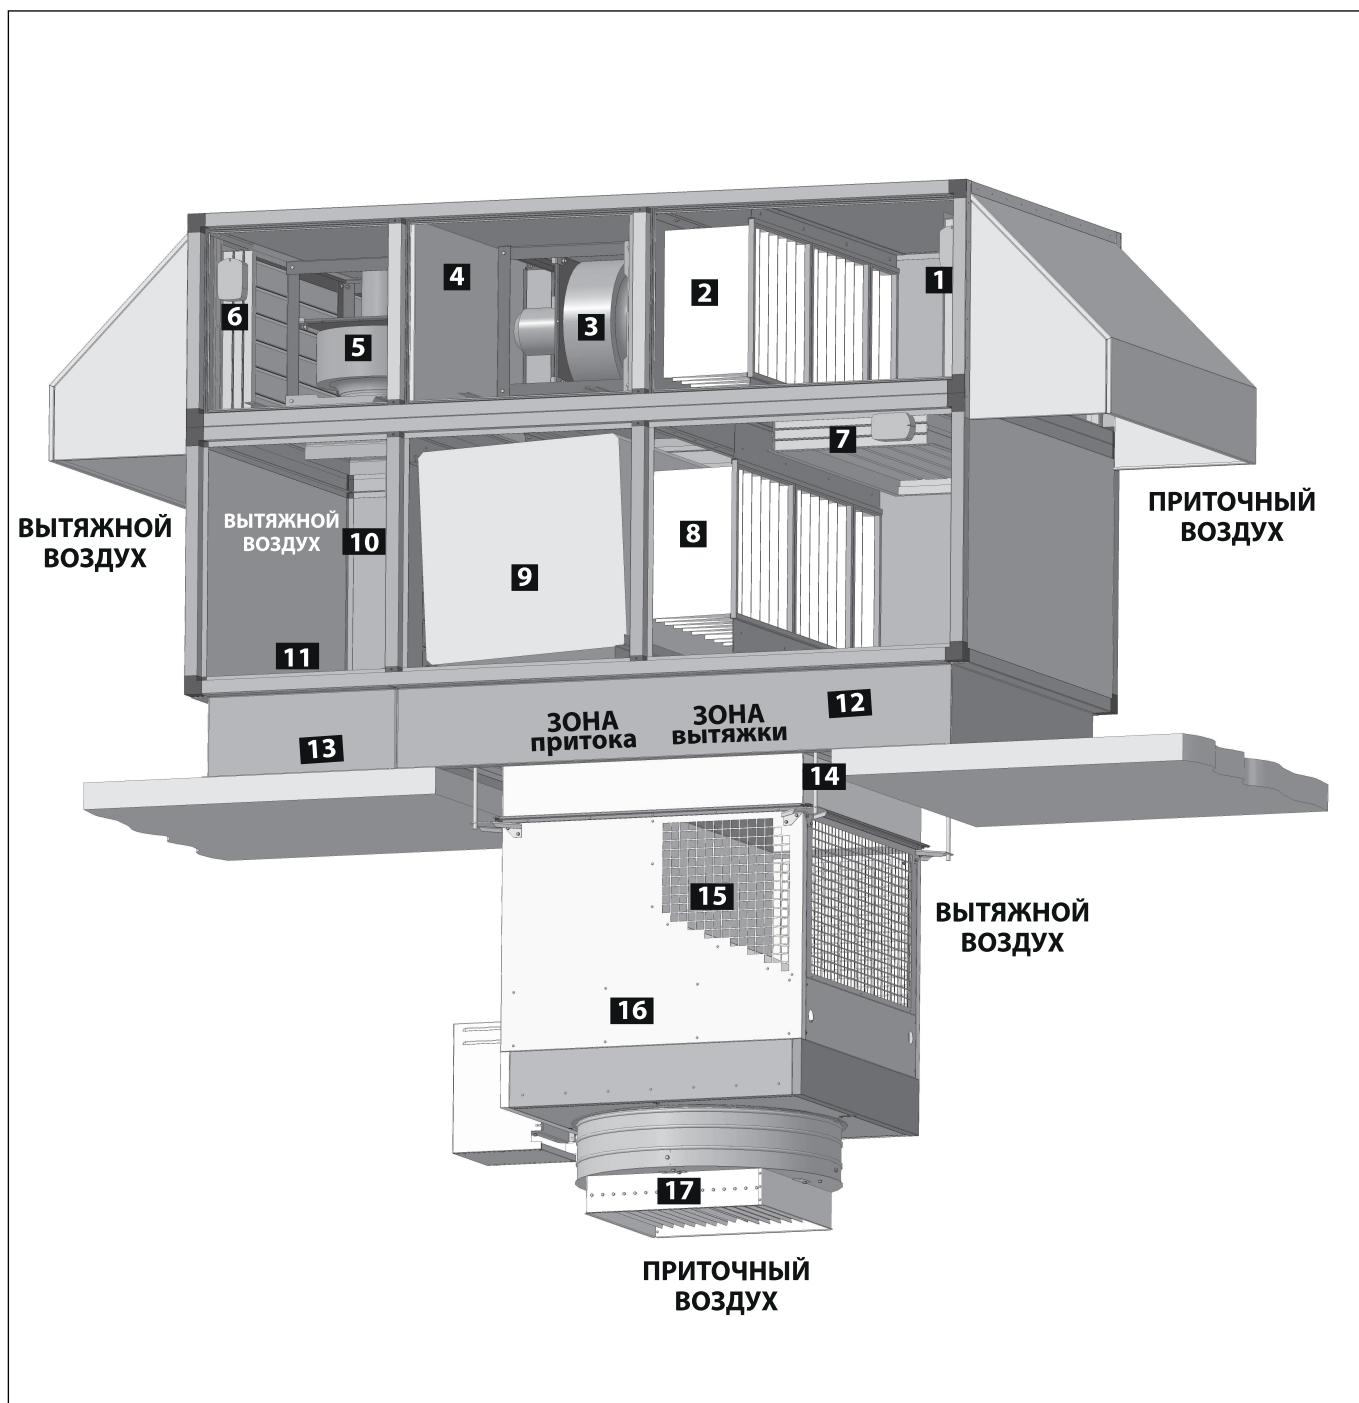 1
4
2
6
3
5
7
ПРИТОЧНЫЙ
ВОЗДУХ
ВЫТЯЖНОЙ
ВОЗДУХ
ВЫТЯЖНОЙ
ВОЗДУХ
10
8
9
11
12
ЗОНА
притока
ЗОНА
вытяжки
13
14
15
ВЫТЯЖНОЙ
ВОЗДУХ
16
17
ПРИТОЧНЫЙ
ВОЗДУХ